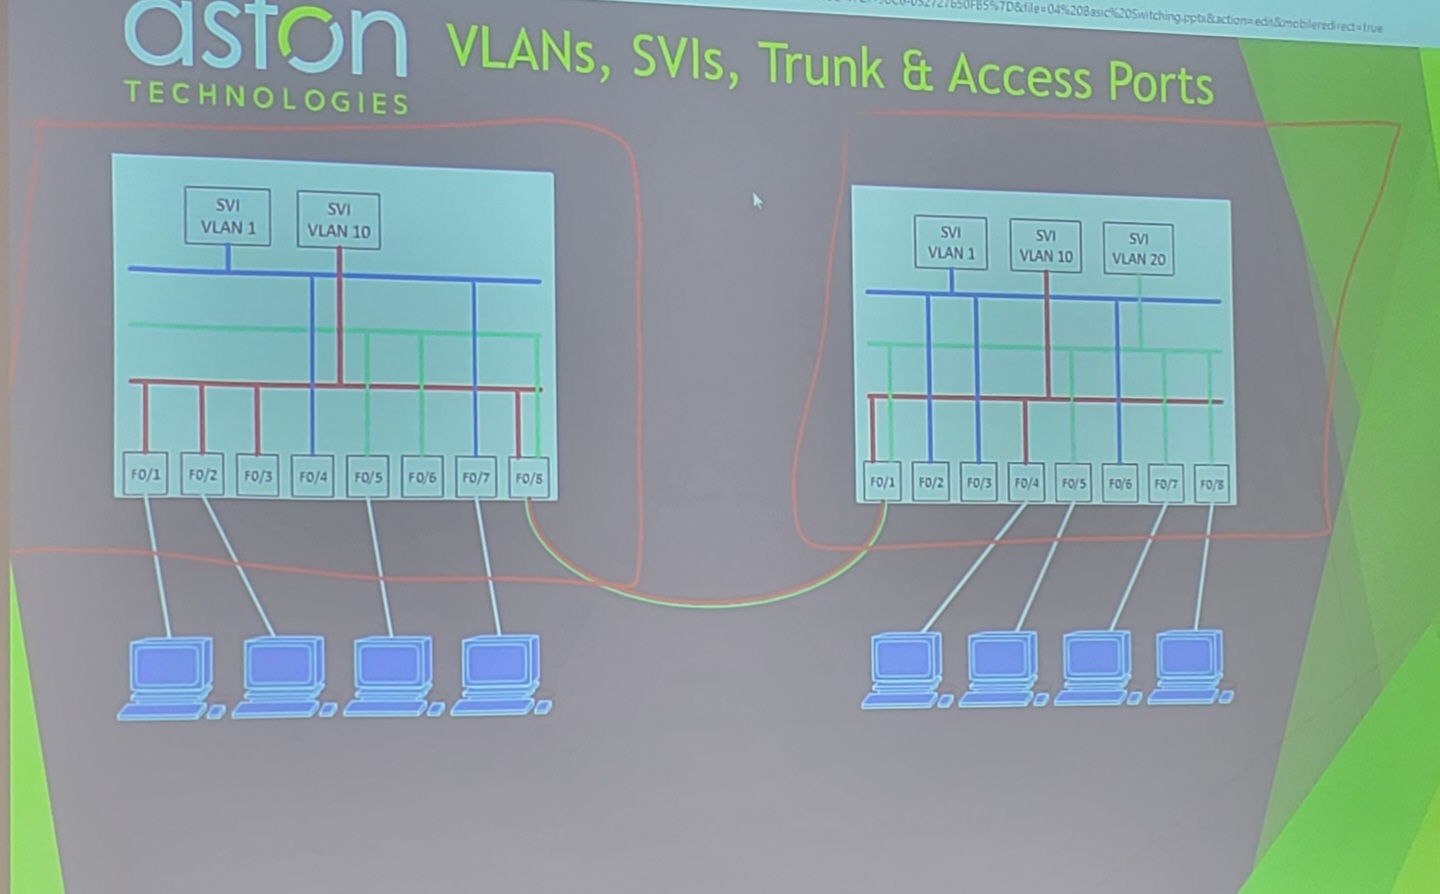 %7D&file=04%20Basic%20Switching.pptx&action=edit&mobileredirect=true
aston
TECHNOLOGIES
VLANs, SVIs, Trunk & Access Ports
SVI
VLAN 1
SVI
VLAN 10
F0/1
F0/2
F0/3
F0/4
F0/5
F0/6
F0/7
F0/8
SVI
VLAN 1
SVI
VLAN 10
SVI
VLAN 20
F0/1
F0/2
F0/3
F0/4
F0/5
F0/6
F0/7
F0/8